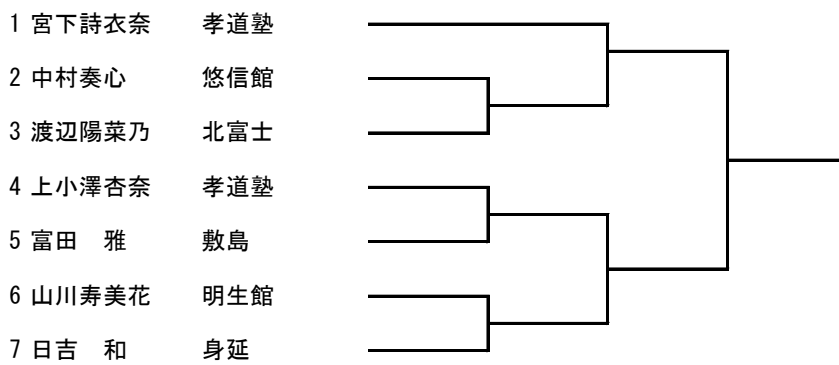 1 宮下詩衣奈 孝道塾
2 中村奏心 悠信館
3 渡辺陽菜乃 北富士
4 上小澤杏奈 孝道塾
5 富田　雅 敷島
6 山川寿美花 明生館
7 日吉　和 身延